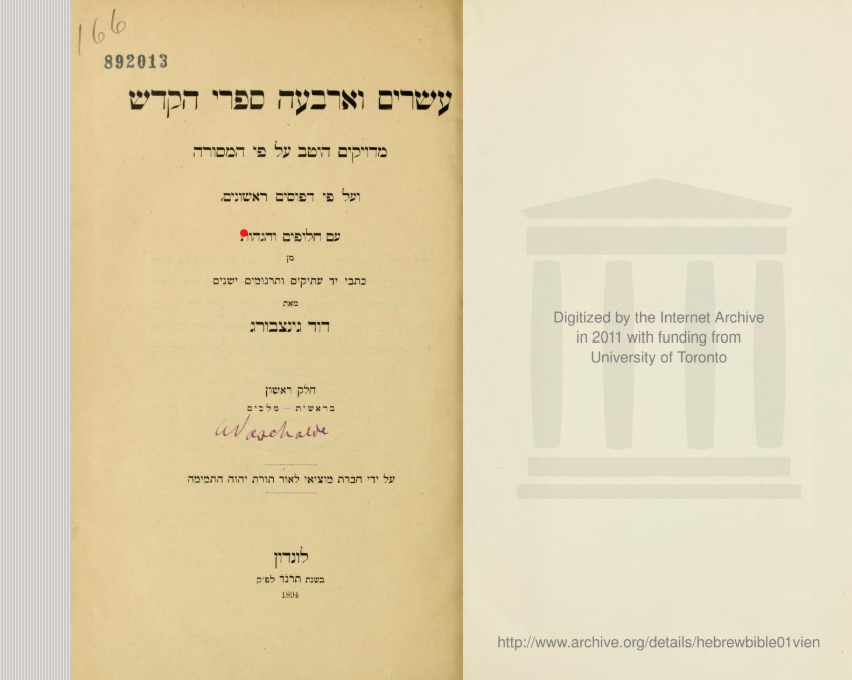 166
892013
עשרים וארבעה ספרי הקדש
מדויקים היטב על פי המסורה
ועל פי דפוסים ראשונים,
עם חלופים והגהות
מן
כתבי יד עתיקים ותרגומים ישנים
מאת
דוד גינצבורג
חלק ראשון
בראשית – מלכים
AVaschalde
על ידי חברת מוציאי לאור תורת יהוה התמימה
לונדון
בשנת תרנד לפ״ק
1894
Digitized by the Internet Archive
in 2011 with funding from
University of Toronto
http://www.archive.org/details/hebrewbible01vien